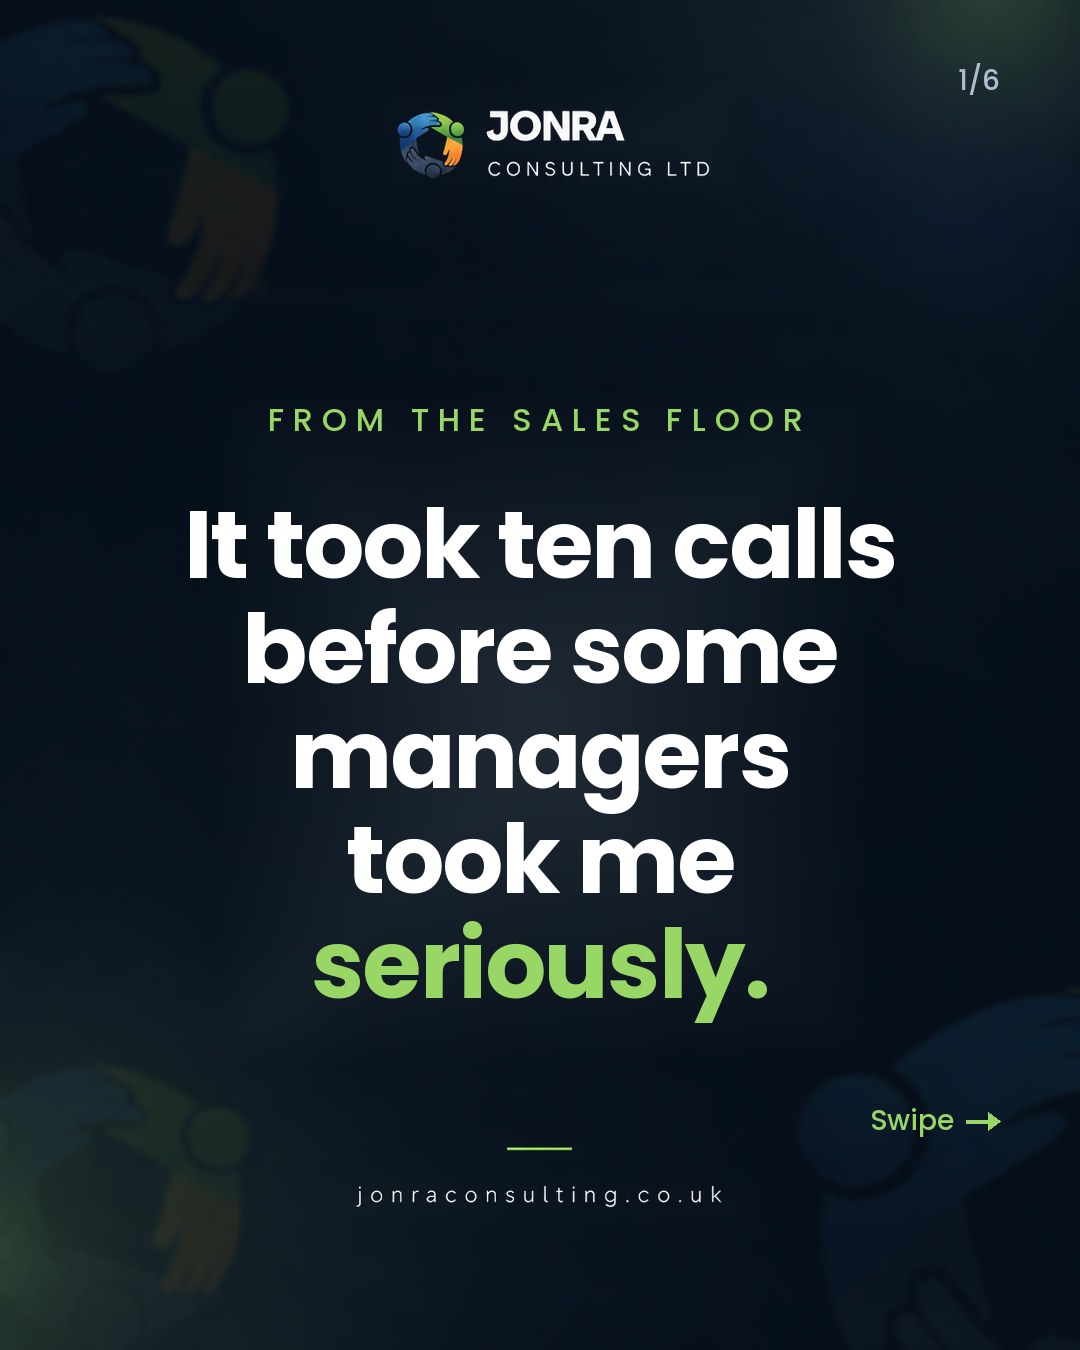 1/6
JONRA
CONSULTING LTD
FROM THE SALES FLOOR
It took ten calls
before some
managers
took me
seriously.
Swipe →
jonraconsulting.co.uk